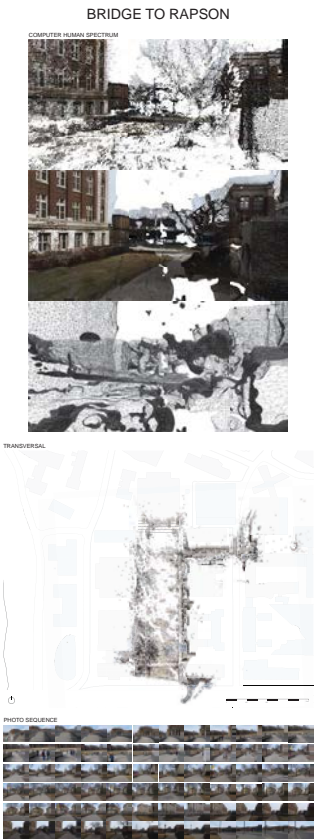 BRIDGE TO RAPSON
COMPUTER HUMAN SPECTRUM
TRANSVERSAL
PHOTO SEQUENCE